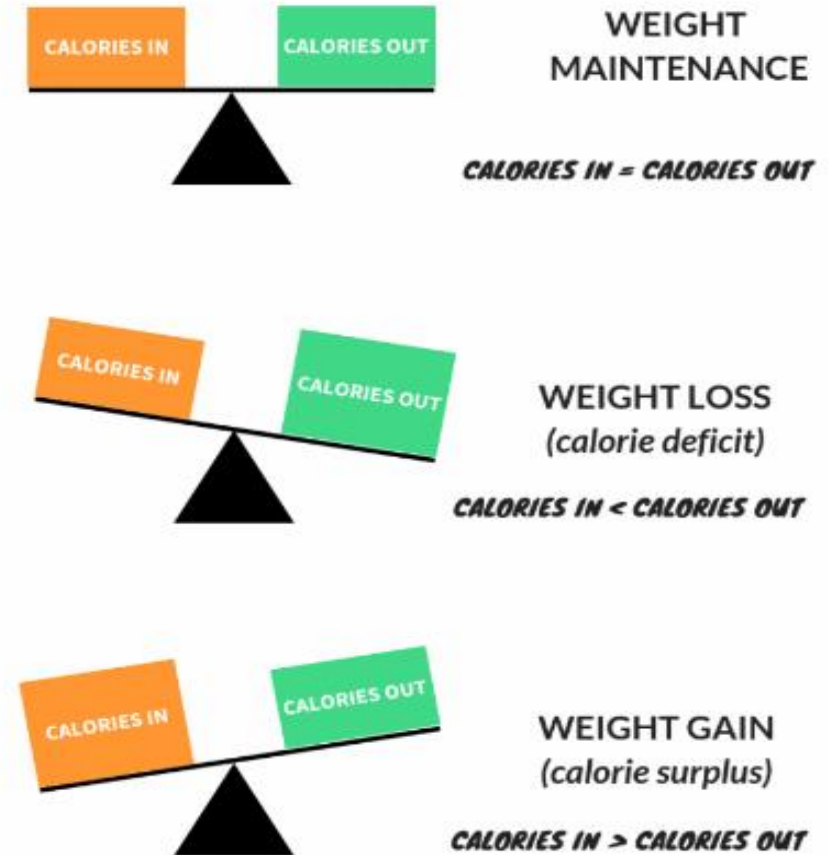 CALORIES IN
CALORIES OUT
WEIGHT
MAINTENANCE
CALORIES IN = CALORIES OUT
CALORIES IN
CALORIES OUT
WEIGHT LOSS
(calorie deficit)
CALORIES IN < CALORIES OUT
CALORIES IN
CALORIES OUT
WEIGHT GAIN
(calorie surplus)
CALORIES IN > CALORIES OUT